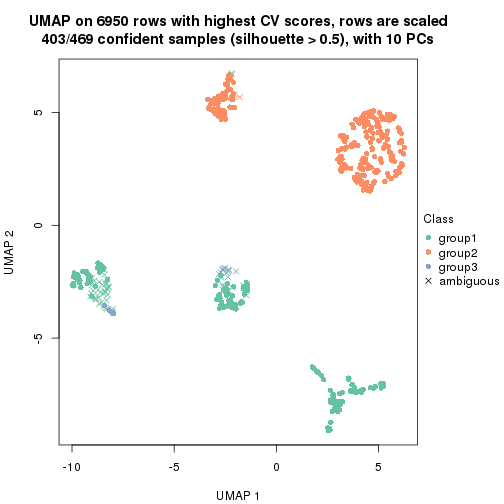 UMAP on 6950 rows with highest CV scores, rows are scaled
403/469 confident samples (silhouette > 0.5), with 10 PCs
5
0
-5
UMAP 2
Class
group1
group2
group3
ambiguous
-10
-5
0
5
UMAP 1